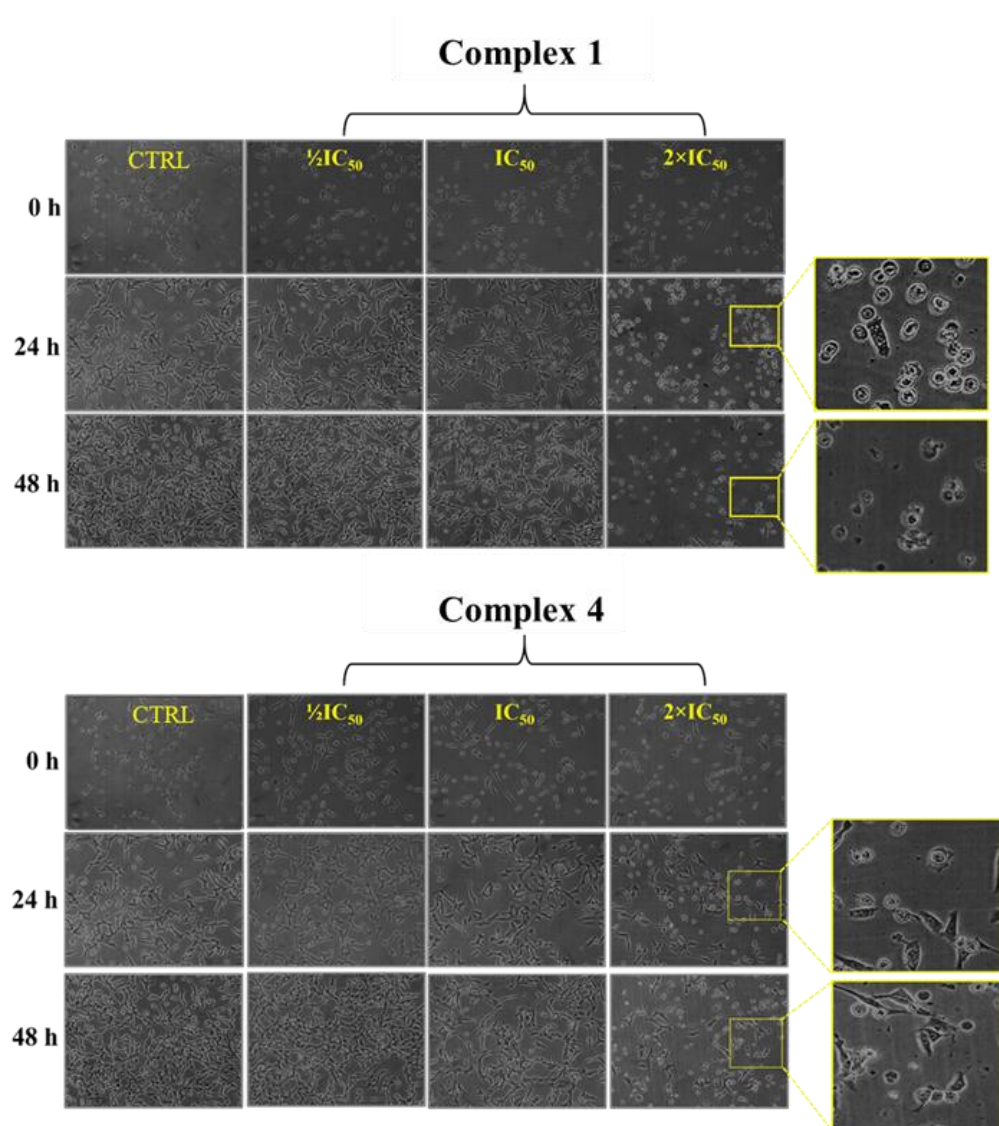 Complex 1
CTRL ½IC₅₀ IC₅₀ 2×IC₅₀
0 h
24 h
48 h
Complex 4
CTRL ½IC₅₀ IC₅₀ 2×IC₅₀
0 h
24 h
48 h